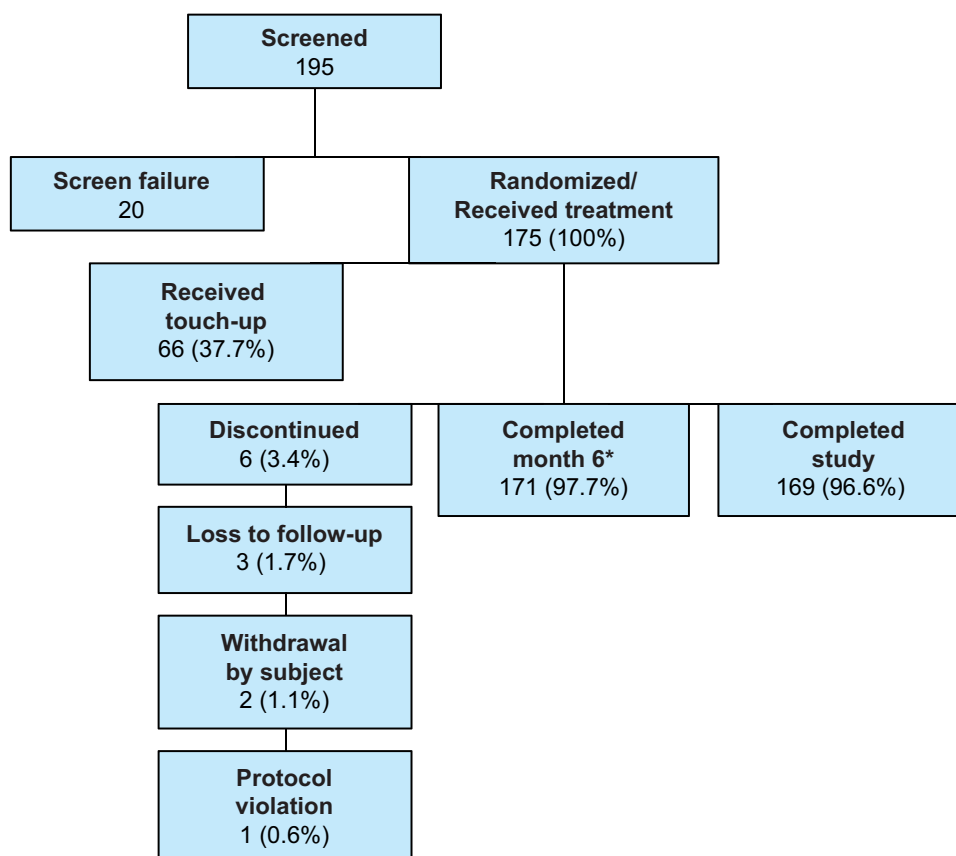 Screened
195
Screen failure
20
Randomized/
Received treatment
175 (100%)
Received
touch-up
66 (37.7%)
Discontinued
6 (3.4%)
Completed
month 6*
171 (97.7%)
Completed
study
169 (96.6%)
Loss to follow-up
3 (1.7%)
Withdrawal
by subject
2 (1.1%)
Protocol
violation
1 (0.6%)